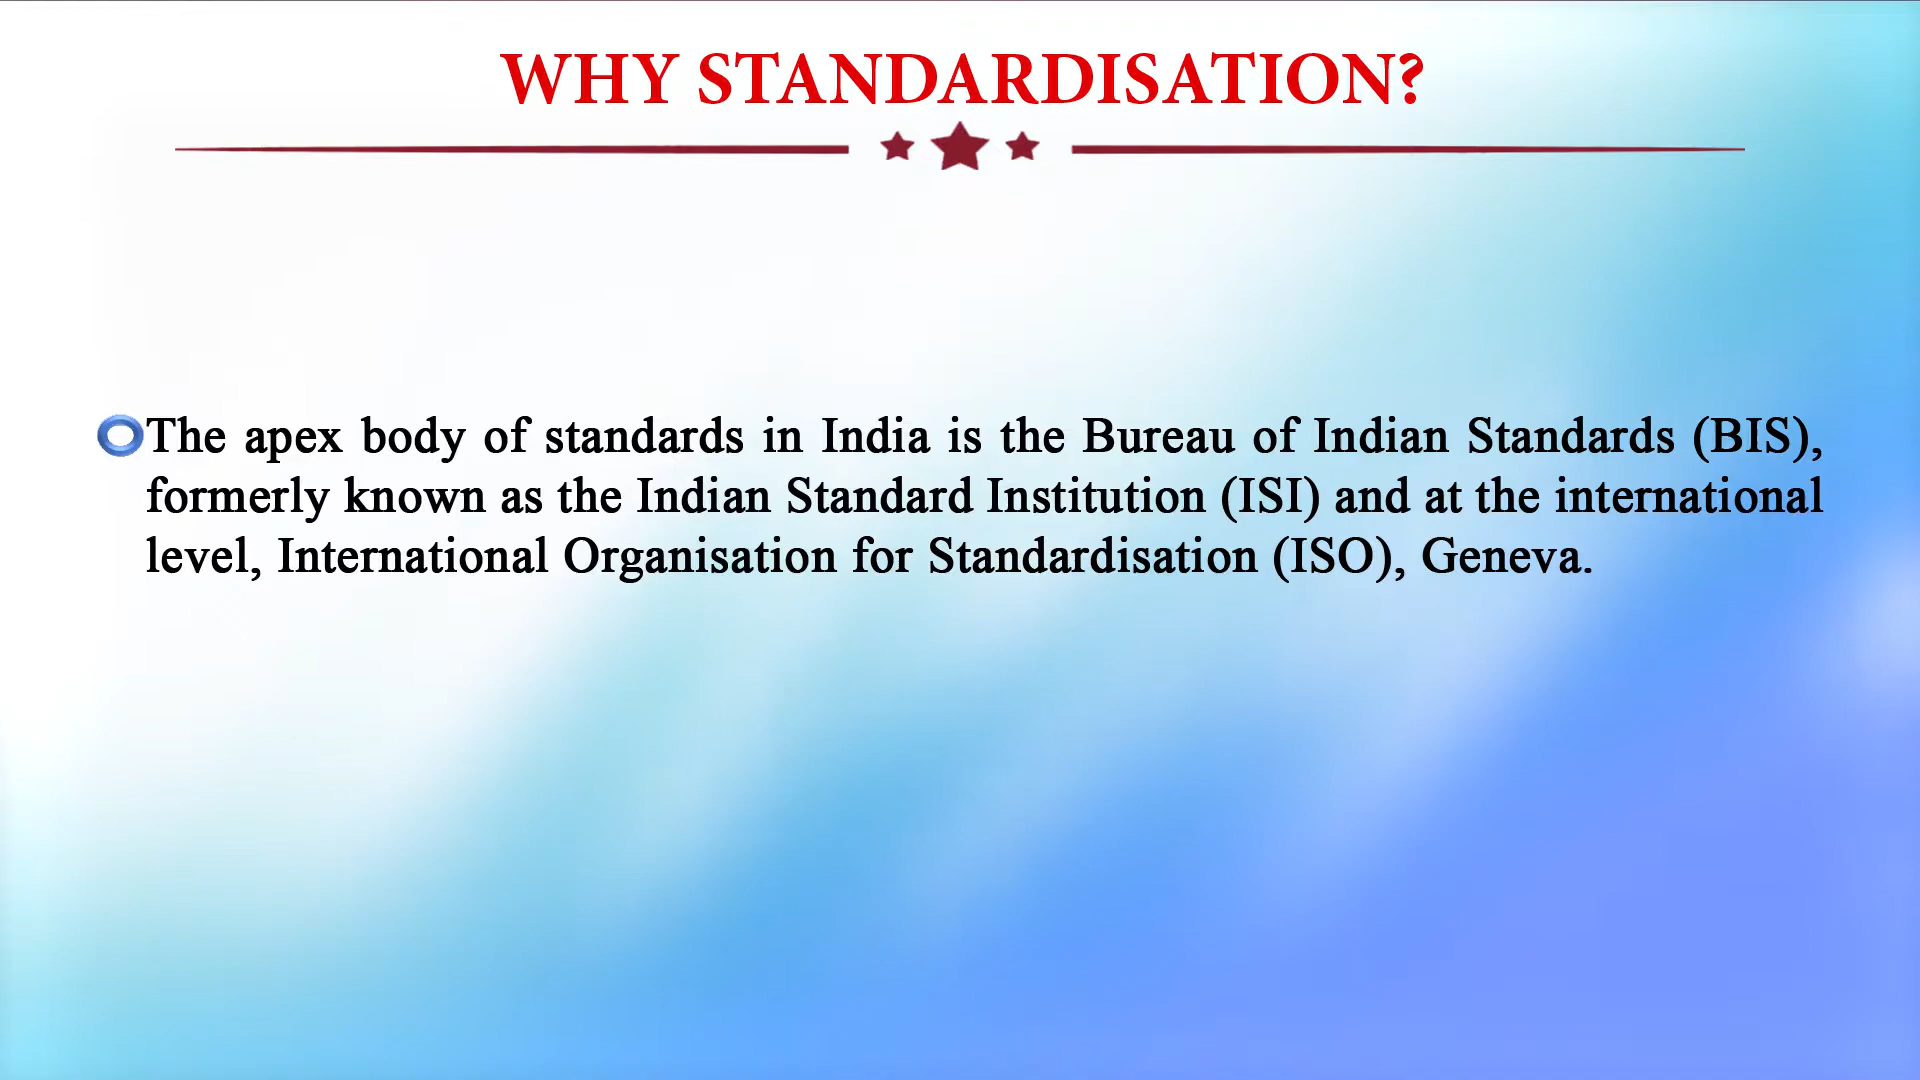 WHY STANDARDISATION?
The apex body of standards in India is the Bureau of Indian Standards (BIS),
formerly known as the Indian Standard Institution (ISI) and at the international
level, International Organisation for Standardisation (ISO), Geneva.